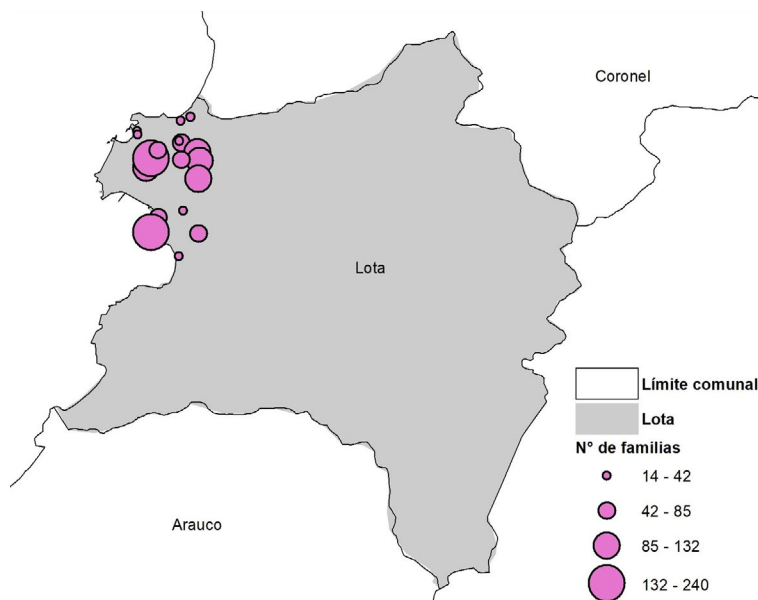 Coronel
Lota
Límite comunal
Lota
N° de familias
14 - 42
42 - 85
Arauco
85 - 132
132 - 240